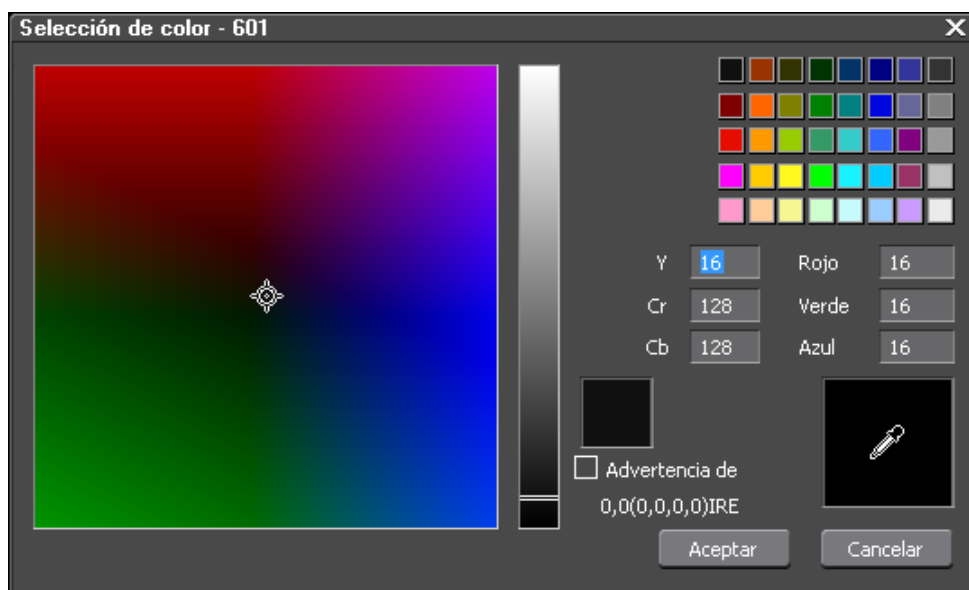 Selección de color - 601
Y 16 Rojo 16
Cr 128 Verde 16
Cb 128 Azul 16
Advertencia de
0,0(0,0,0,0)IRE
Aceptar Cancelar